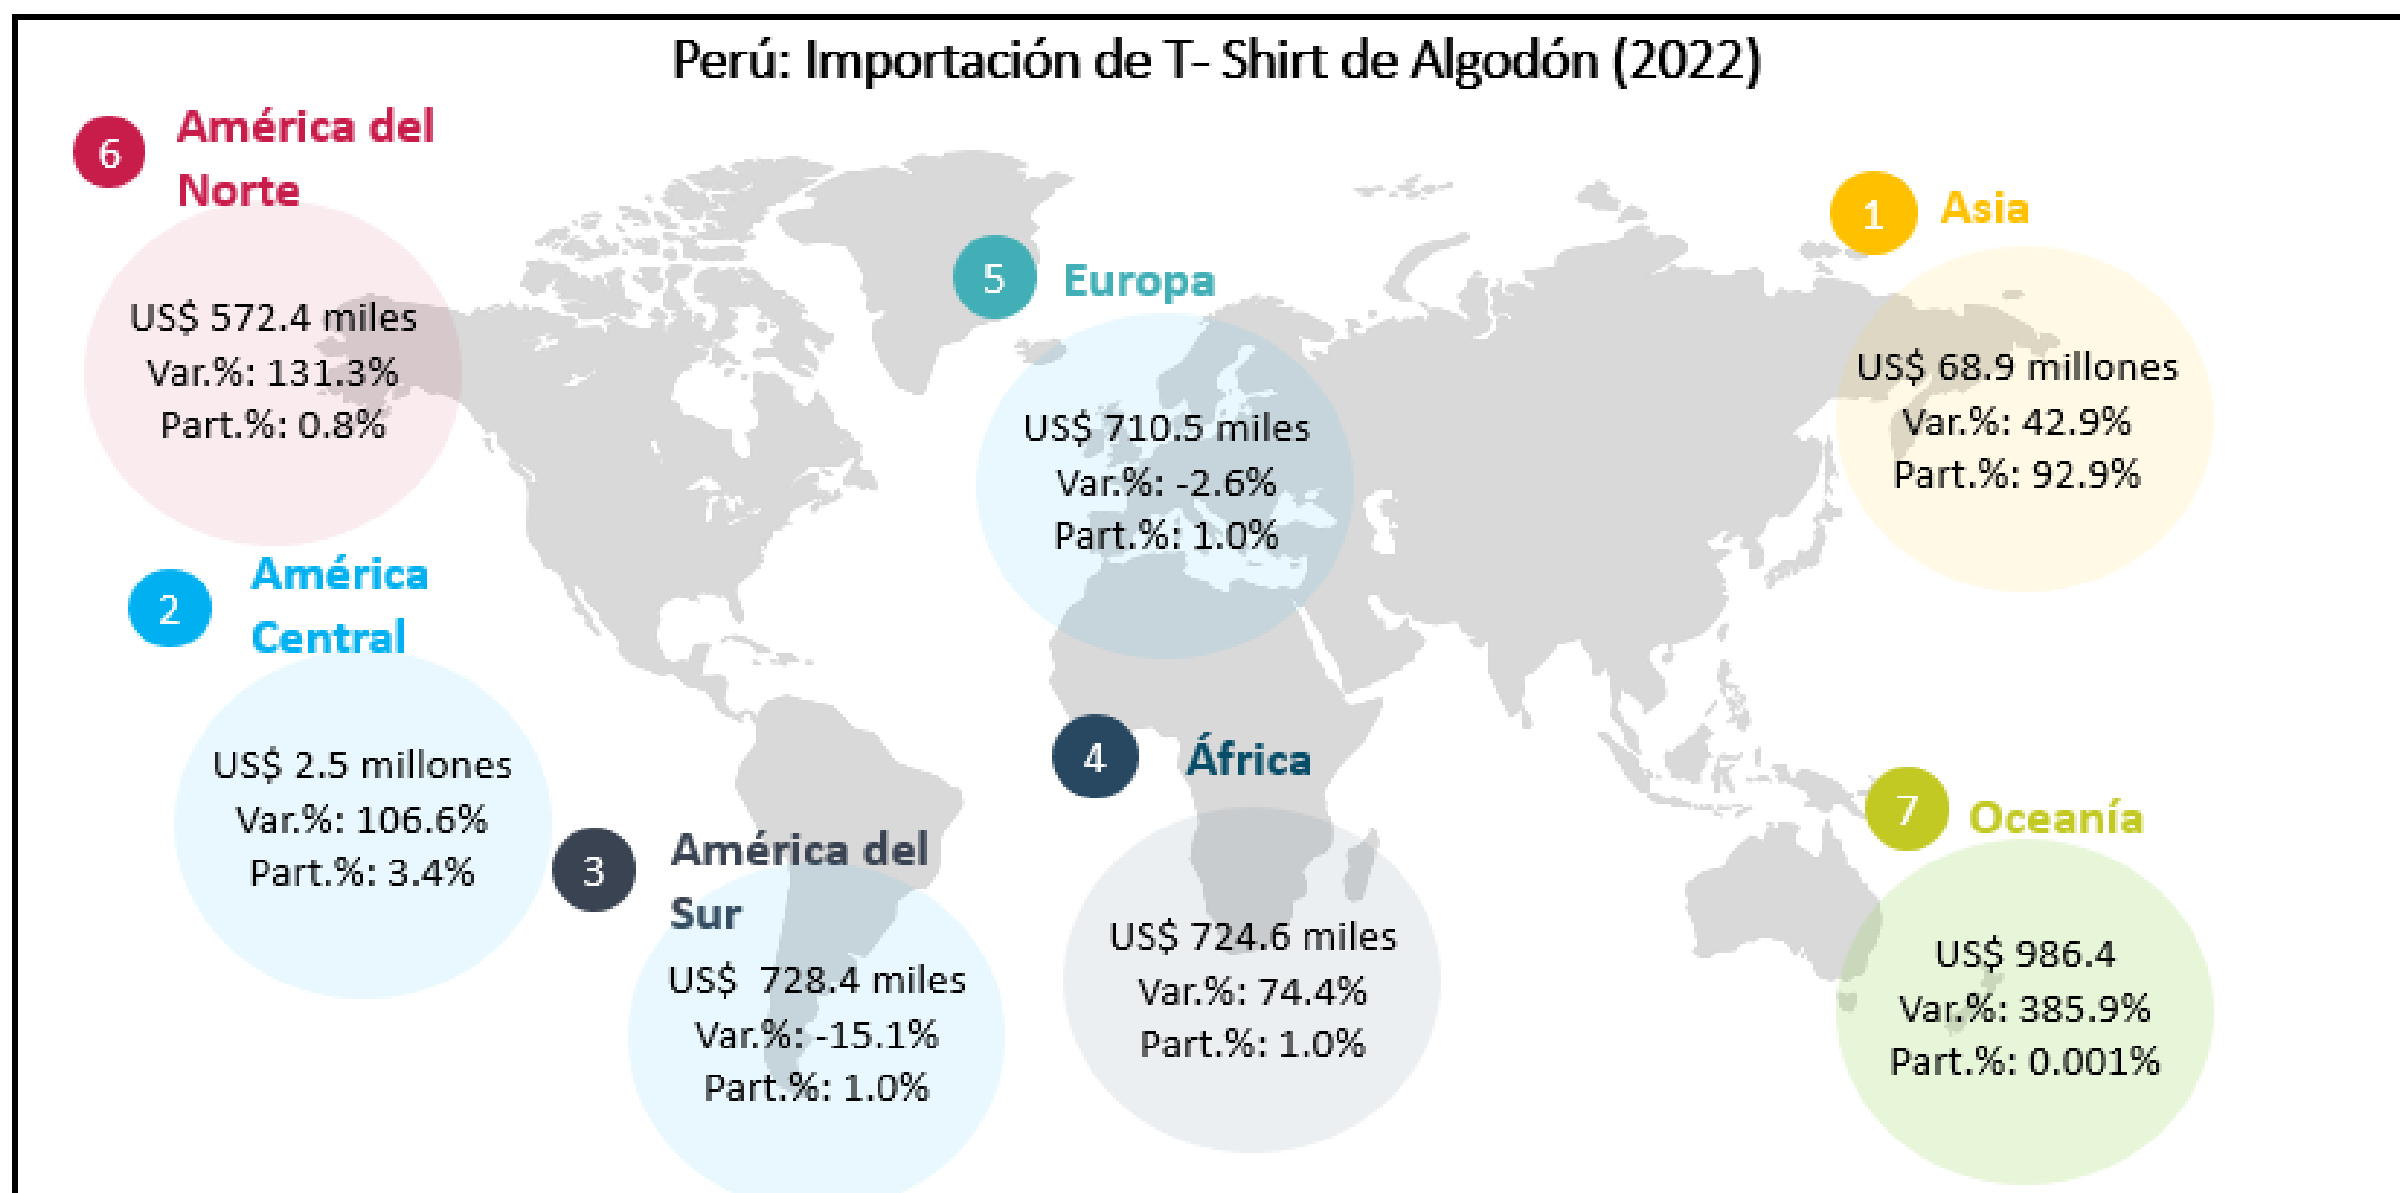 Perú: Importación de T- Shirt de Algodón (2022)
6
América del
Norte
US$ 572.4 miles
Var.%: 131.3%
Part.%: 0.8%
5
Europa
US$ 710.5 miles
Var.%: -2.6%
Part.%: 1.0%
1
Asia
US$ 68.9 millones
Var.%: 42.9%
Part.%: 92.9%
2
América
Central
US$ 2.5 millones
Var.%: 106.6%
Part.%: 3.4%
3
América del
Sur
US$  728.4 miles
Var.%: -15.1%
Part.%: 1.0%
4
África
US$ 724.6 miles
Var.%: 74.4%
Part.%: 1.0%
7
Oceanía
US$ 986.4
Var.%: 385.9%
Part.%: 0.001%